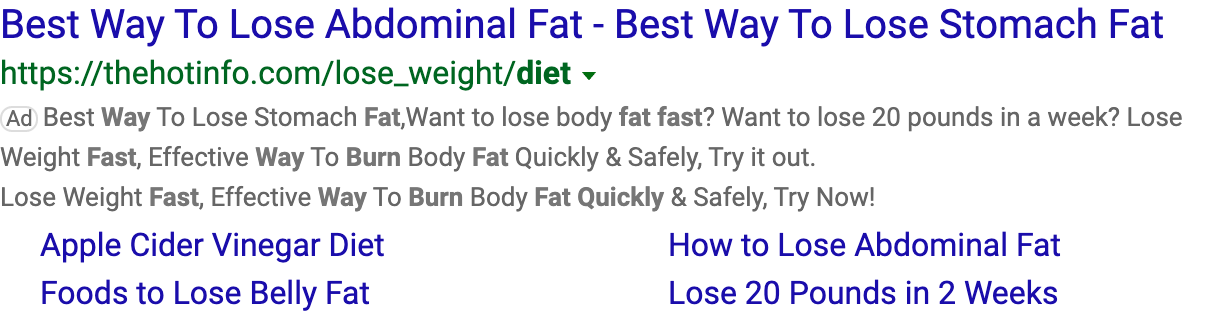 Best Way To Lose Abdominal Fat - Best Way To Lose Stomach Fat
https://thehotinfo.com/lose_weight/diet
Ad Best Way To Lose Stomach Fat,Want to lose body fat fast? Want to lose 20 pounds in a week? Lose
Weight Fast, Effective Way To Burn Body Fat Quickly & Safely, Try it out.
Lose Weight Fast, Effective Way To Burn Body Fat Quickly & Safely, Try Now!
Apple Cider Vinegar Diet
How to Lose Abdominal Fat
Foods to Lose Belly Fat
Lose 20 Pounds in 2 Weeks